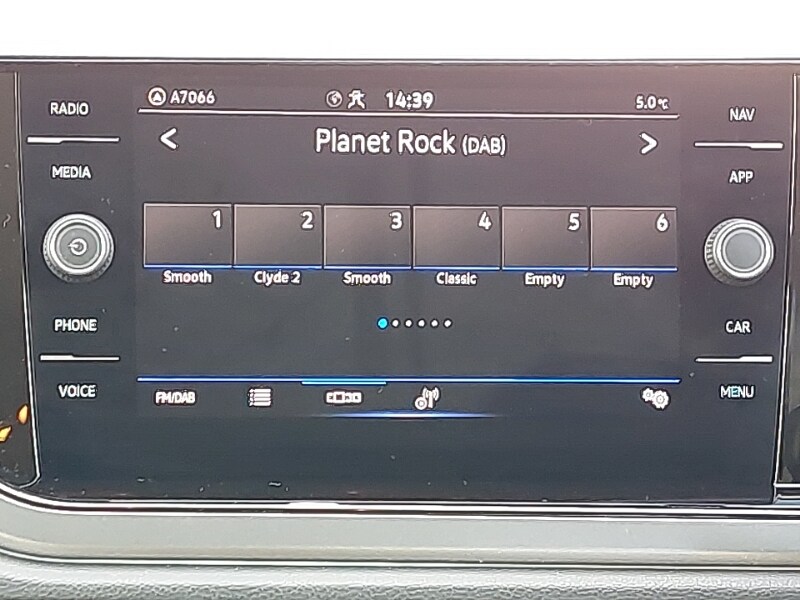 RADIO
MEDIA
PHONE
VOICE
A7066
14:39
5.0°C
< Planet Rock (DAB) >
1 2 3 4 5 6
Smooth Clyde 2 Smooth Classic Empty Empty
FM/DAB
NAV
APP
CAR
MENU